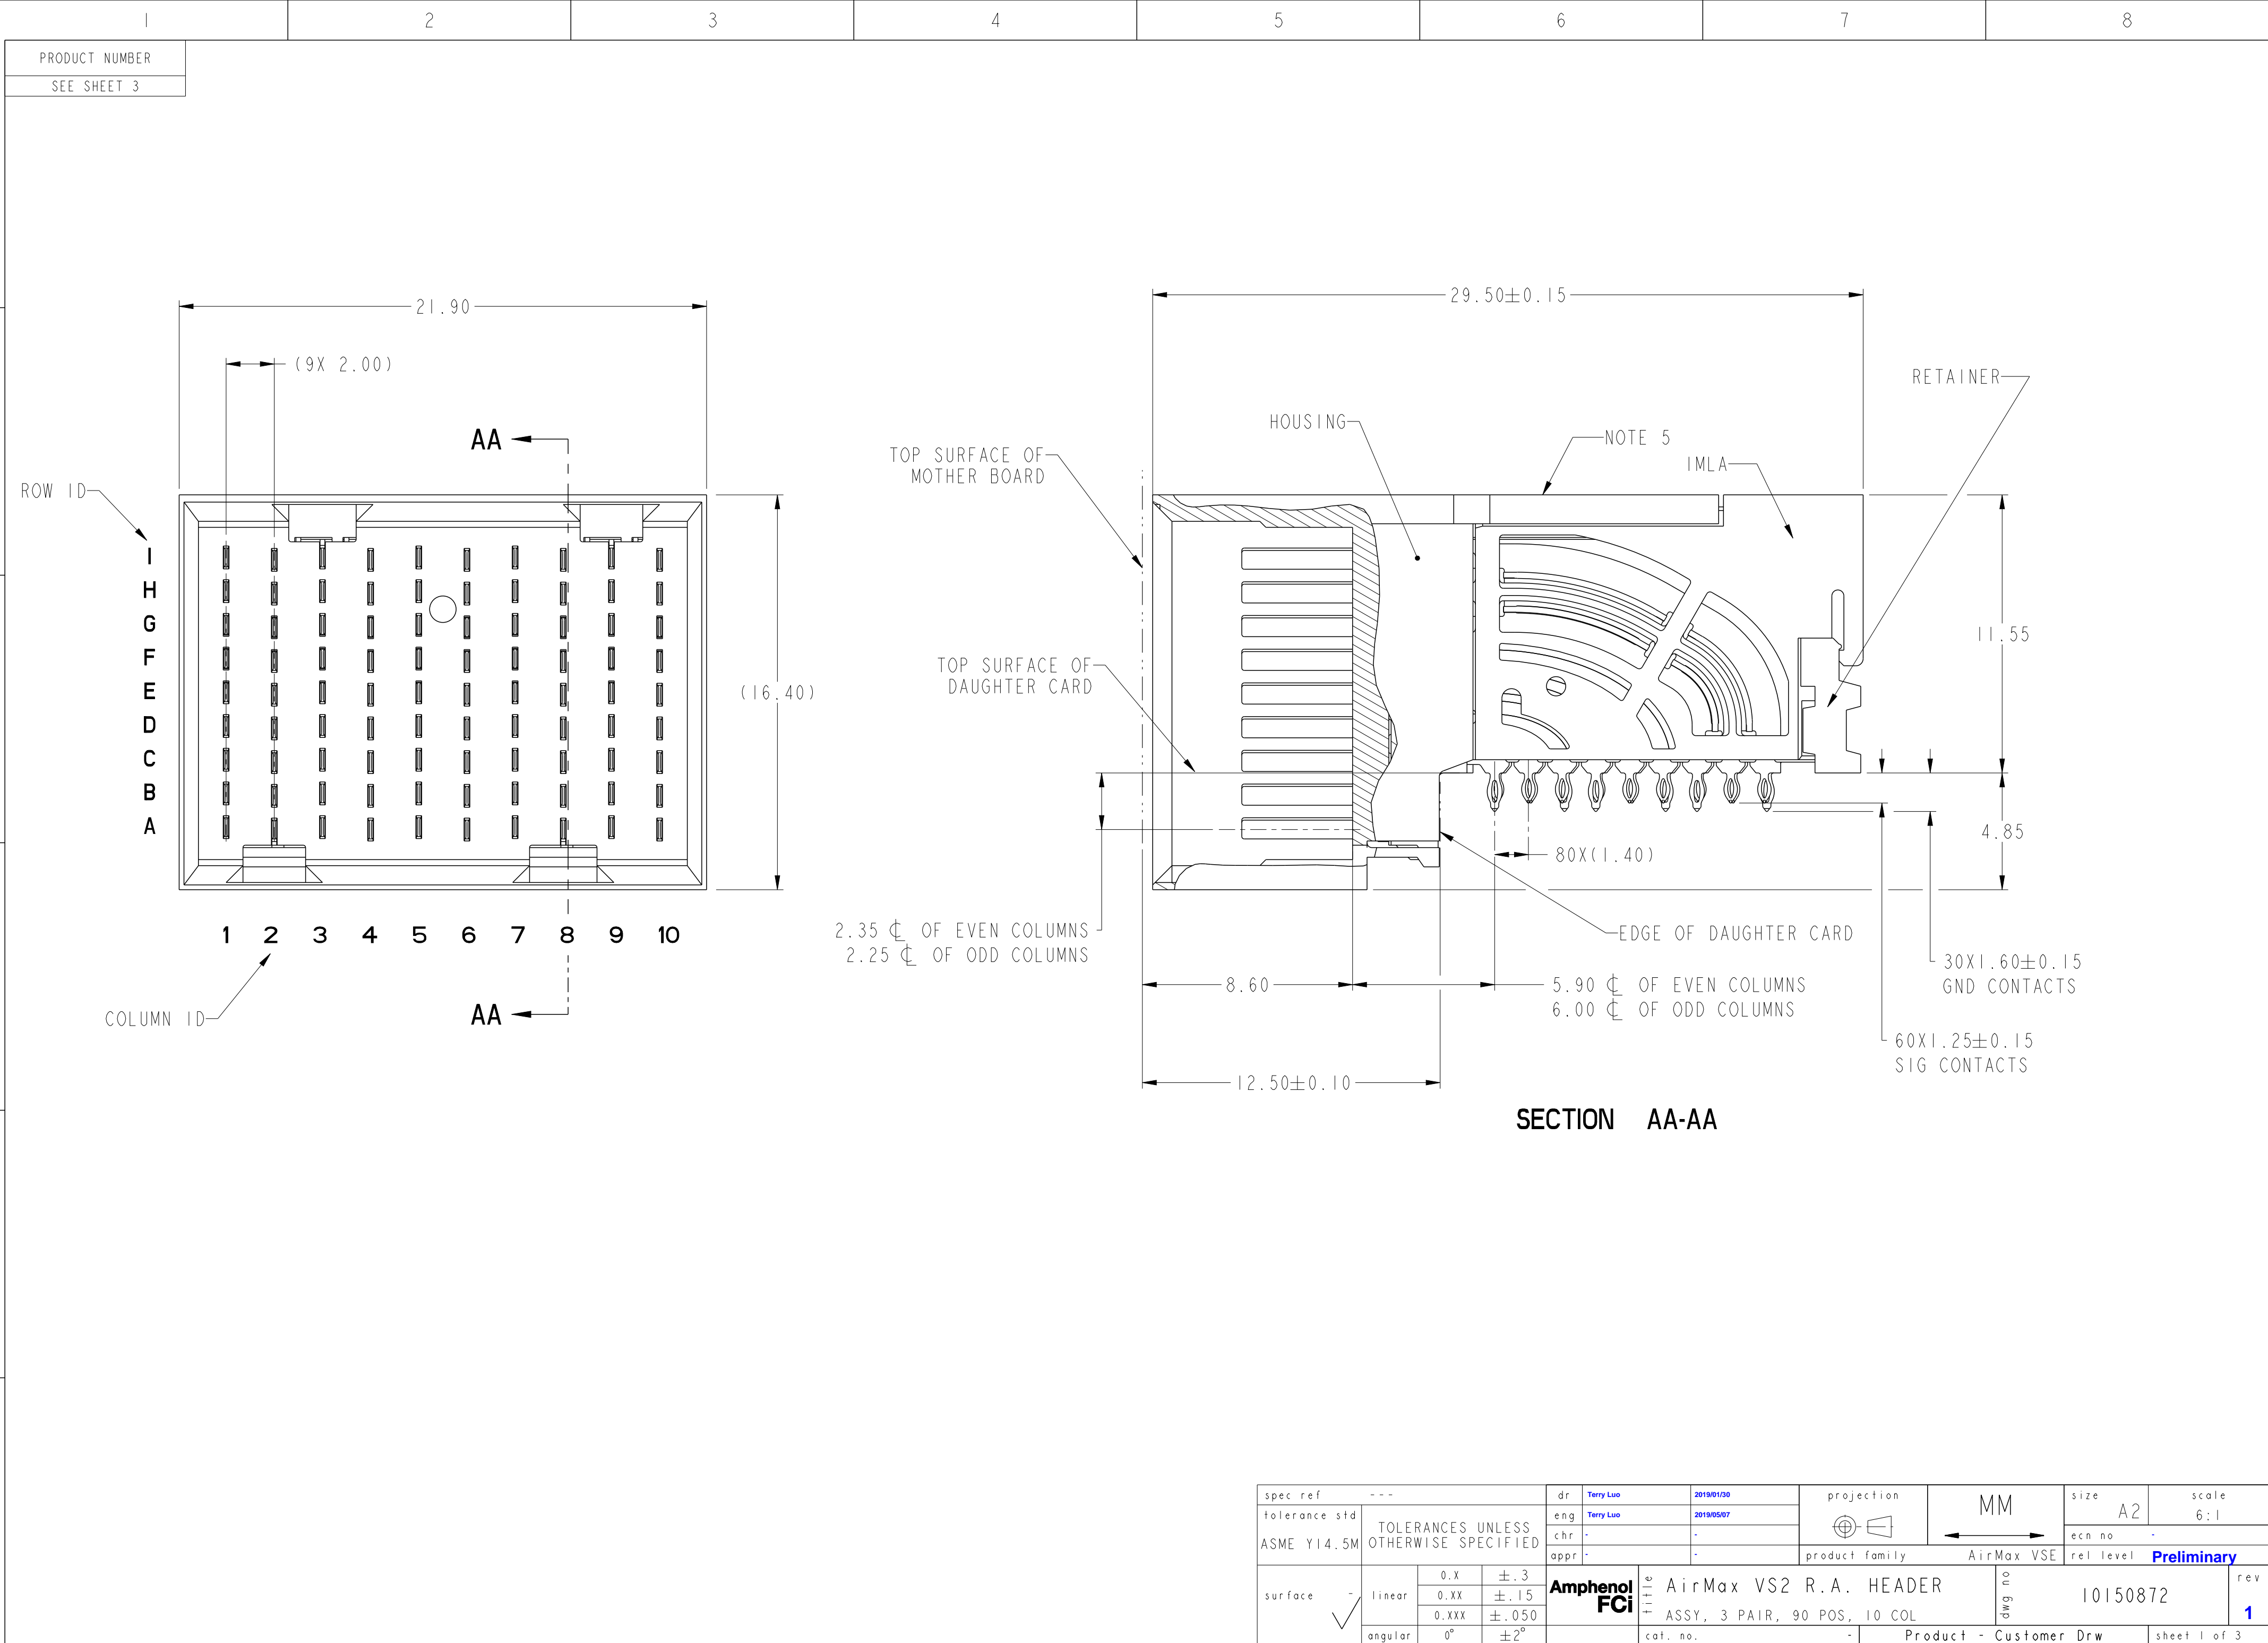 1 2 3 4 5 6 7 8
PRODUCT NUMBER
SEE SHEET 3
21.90
(9X 2.00)
AA
ROW ID
I
H
G
F
E
D
C
B
A
(16.40)
1 2 3 4 5 6 7 8 9 10
COLUMN ID
AA
29.50±0.15
RETAINER
HOUSING
NOTE 5
TOP SURFACE OF
MOTHER BOARD
IMLA
11.55
TOP SURFACE OF
DAUGHTER CARD
4.85
80X(1.40)
2.35 ℄ OF EVEN COLUMNS
2.25 ℄ OF ODD COLUMNS
EDGE OF DAUGHTER CARD
30X1.60±0.15
GND CONTACTS
8.60
5.90 ℄ OF EVEN COLUMNS
6.00 ℄ OF ODD COLUMNS
60X1.25±0.15
SIG CONTACTS
12.50±0.10
SECTION AA-AA
spec ref ---
tolerance std
ASME Y14.5M
TOLERANCES UNLESS
OTHERWISE SPECIFIED
dr Terry Luo 2019/01/30
eng Terry Luo 2019/05/07
chr - -
appr - -
projection
MM
size A2
scale 6:1
ecn no -
product family AirMax VSE
rel level Preliminary
surface -
linear
0.X ±.3
0.XX ±.15
0.XXX ±.050
angular 0° ±2°
Amphenol
FCi
title
AirMax VS2 R.A. HEADER
ASSY, 3 PAIR, 90 POS, 10 COL
dwg no
10150872
rev
1
cat. no. -
Product - Customer Drw
sheet 1 of 3